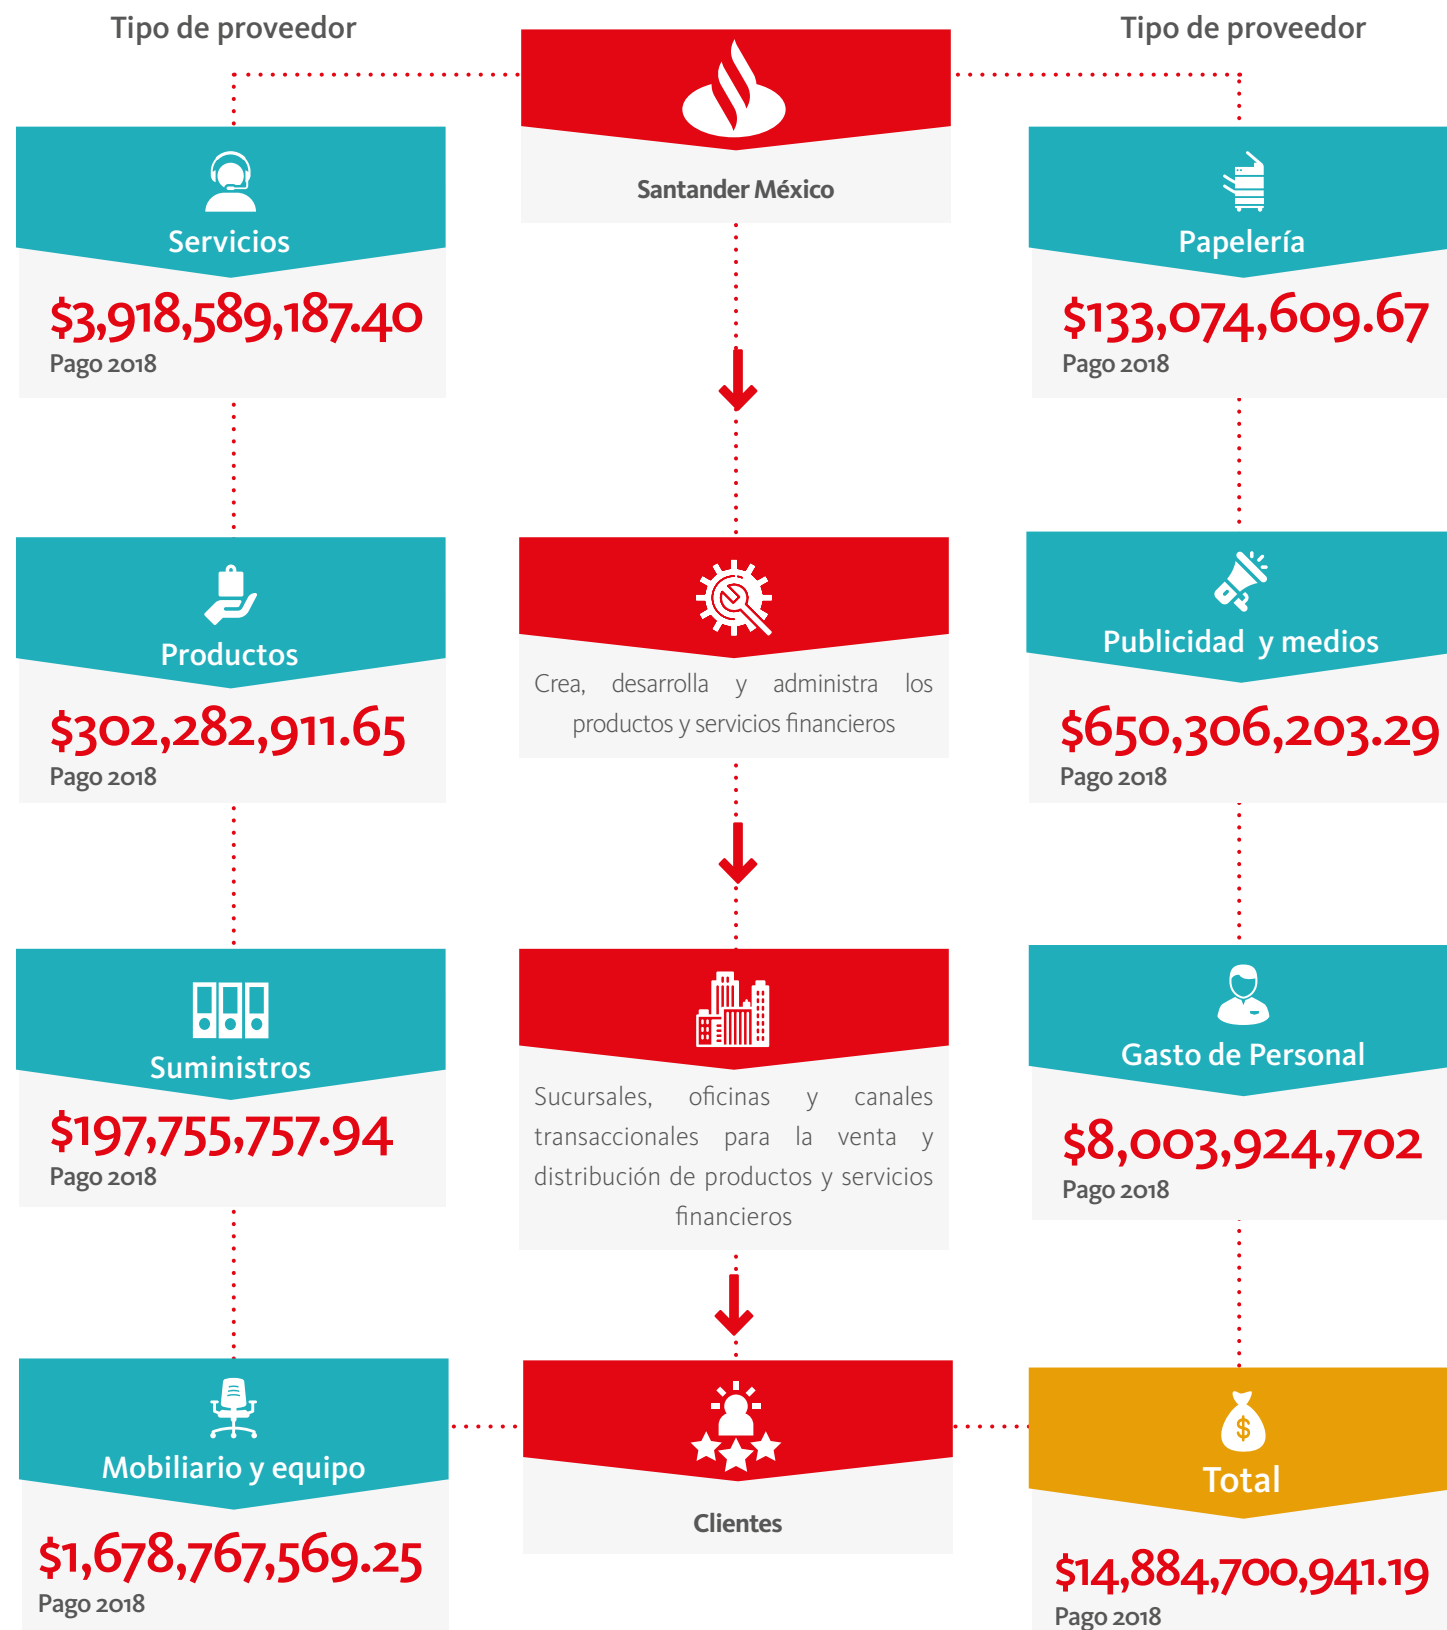 Tipo de proveedor
Servicios
$3,918,589,187.40
Pago 2018
Productos
$302,282,911.65
Pago 2018
Suministros
$197,755,757.94
Pago 2018
Mobiliario y equipo
$1,678,767,569.25
Pago 2018
Santander México
Crea, desarrolla y administra los
productos y servicios financieros
Sucursales, oficinas y canales
transaccionales para la venta y
distribución de productos y servicios
financieros
Clientes
Tipo de proveedor
Papelería
$133,074,609.67
Pago 2018
Publicidad y medios
$650,306,203.29
Pago 2018
Gasto de Personal
$8,003,924,702
Pago 2018
$
Total
$14,884,700,941.19
Pago 2018